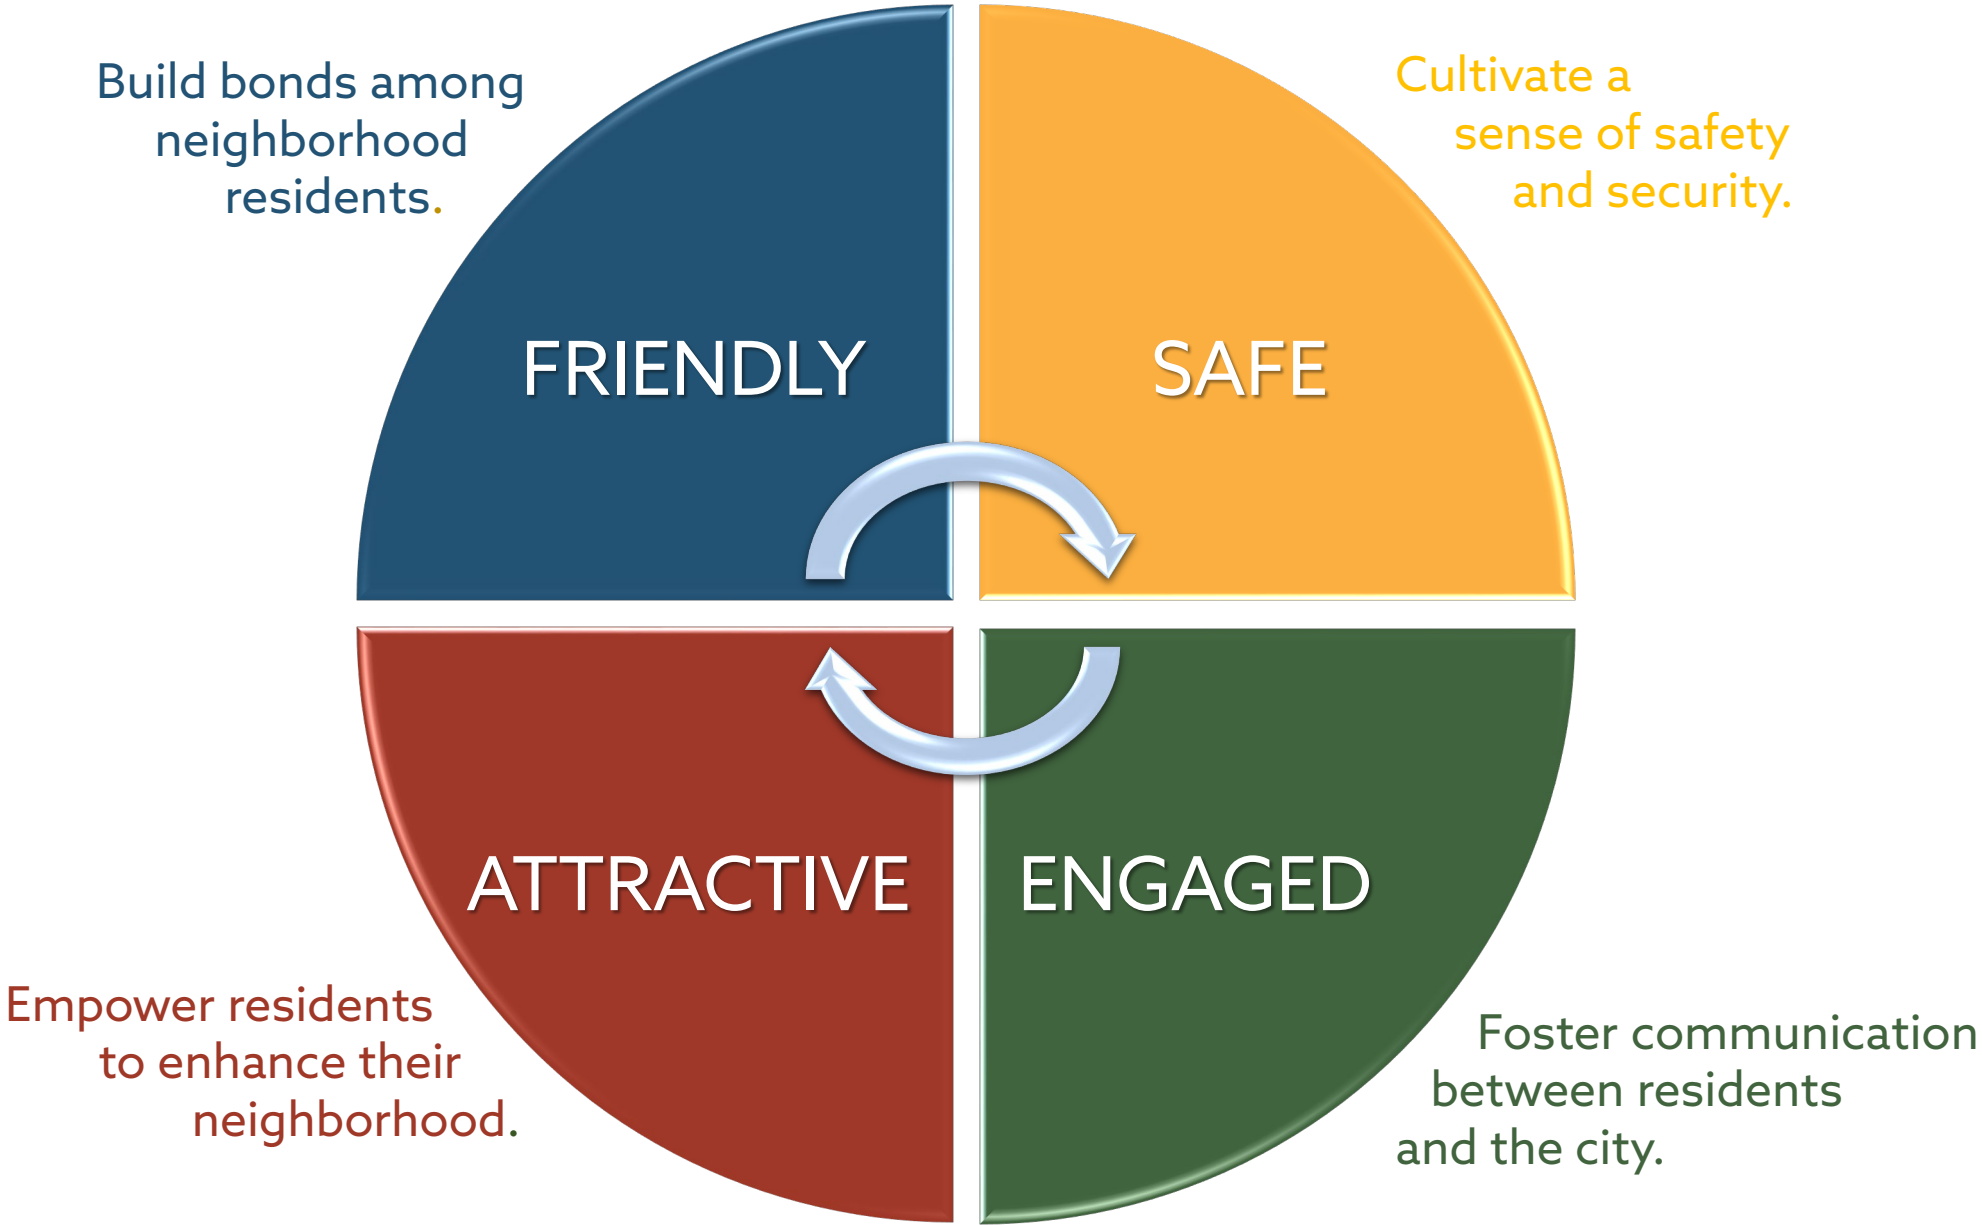 Build bonds among
neighborhood
residents.
Cultivate a
sense of safety
and security.
FRIENDLY
SAFE
ATTRACTIVE
ENGAGED
Empower residents
to enhance their
neighborhood.
Foster communication
between residents
and the city.